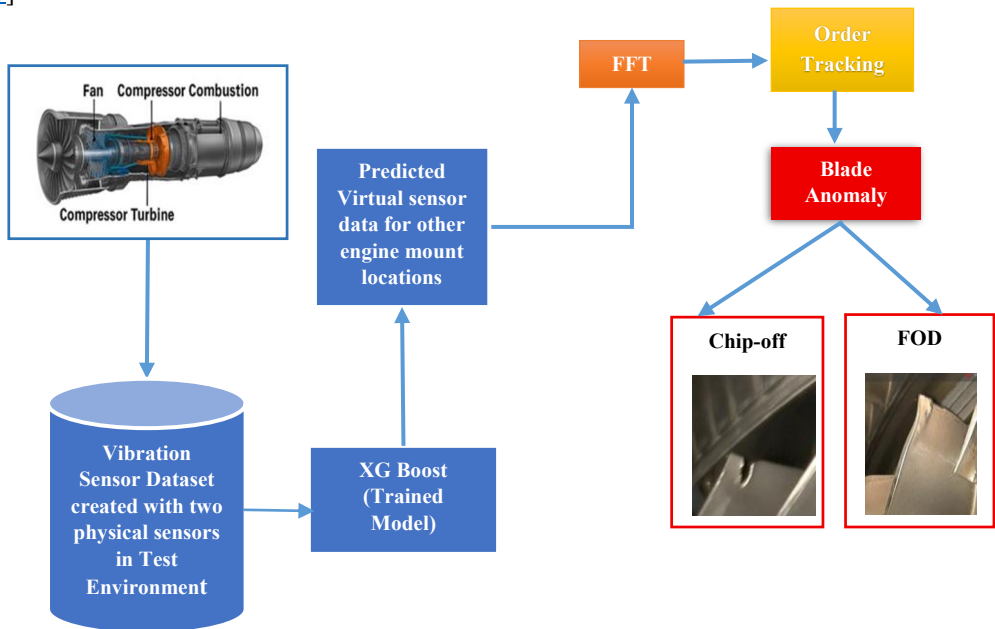 ]
Fan Compressor Combustion
Compressor Turbine
Vibration
Sensor Dataset
created with two
physical sensors
in Test
Environment
XG Boost
(Trained
Model)
Predicted
Virtual sensor
data for other
engine mount
locations
FFT
Order
Tracking
Blade
Anomaly
Chip-off
FOD